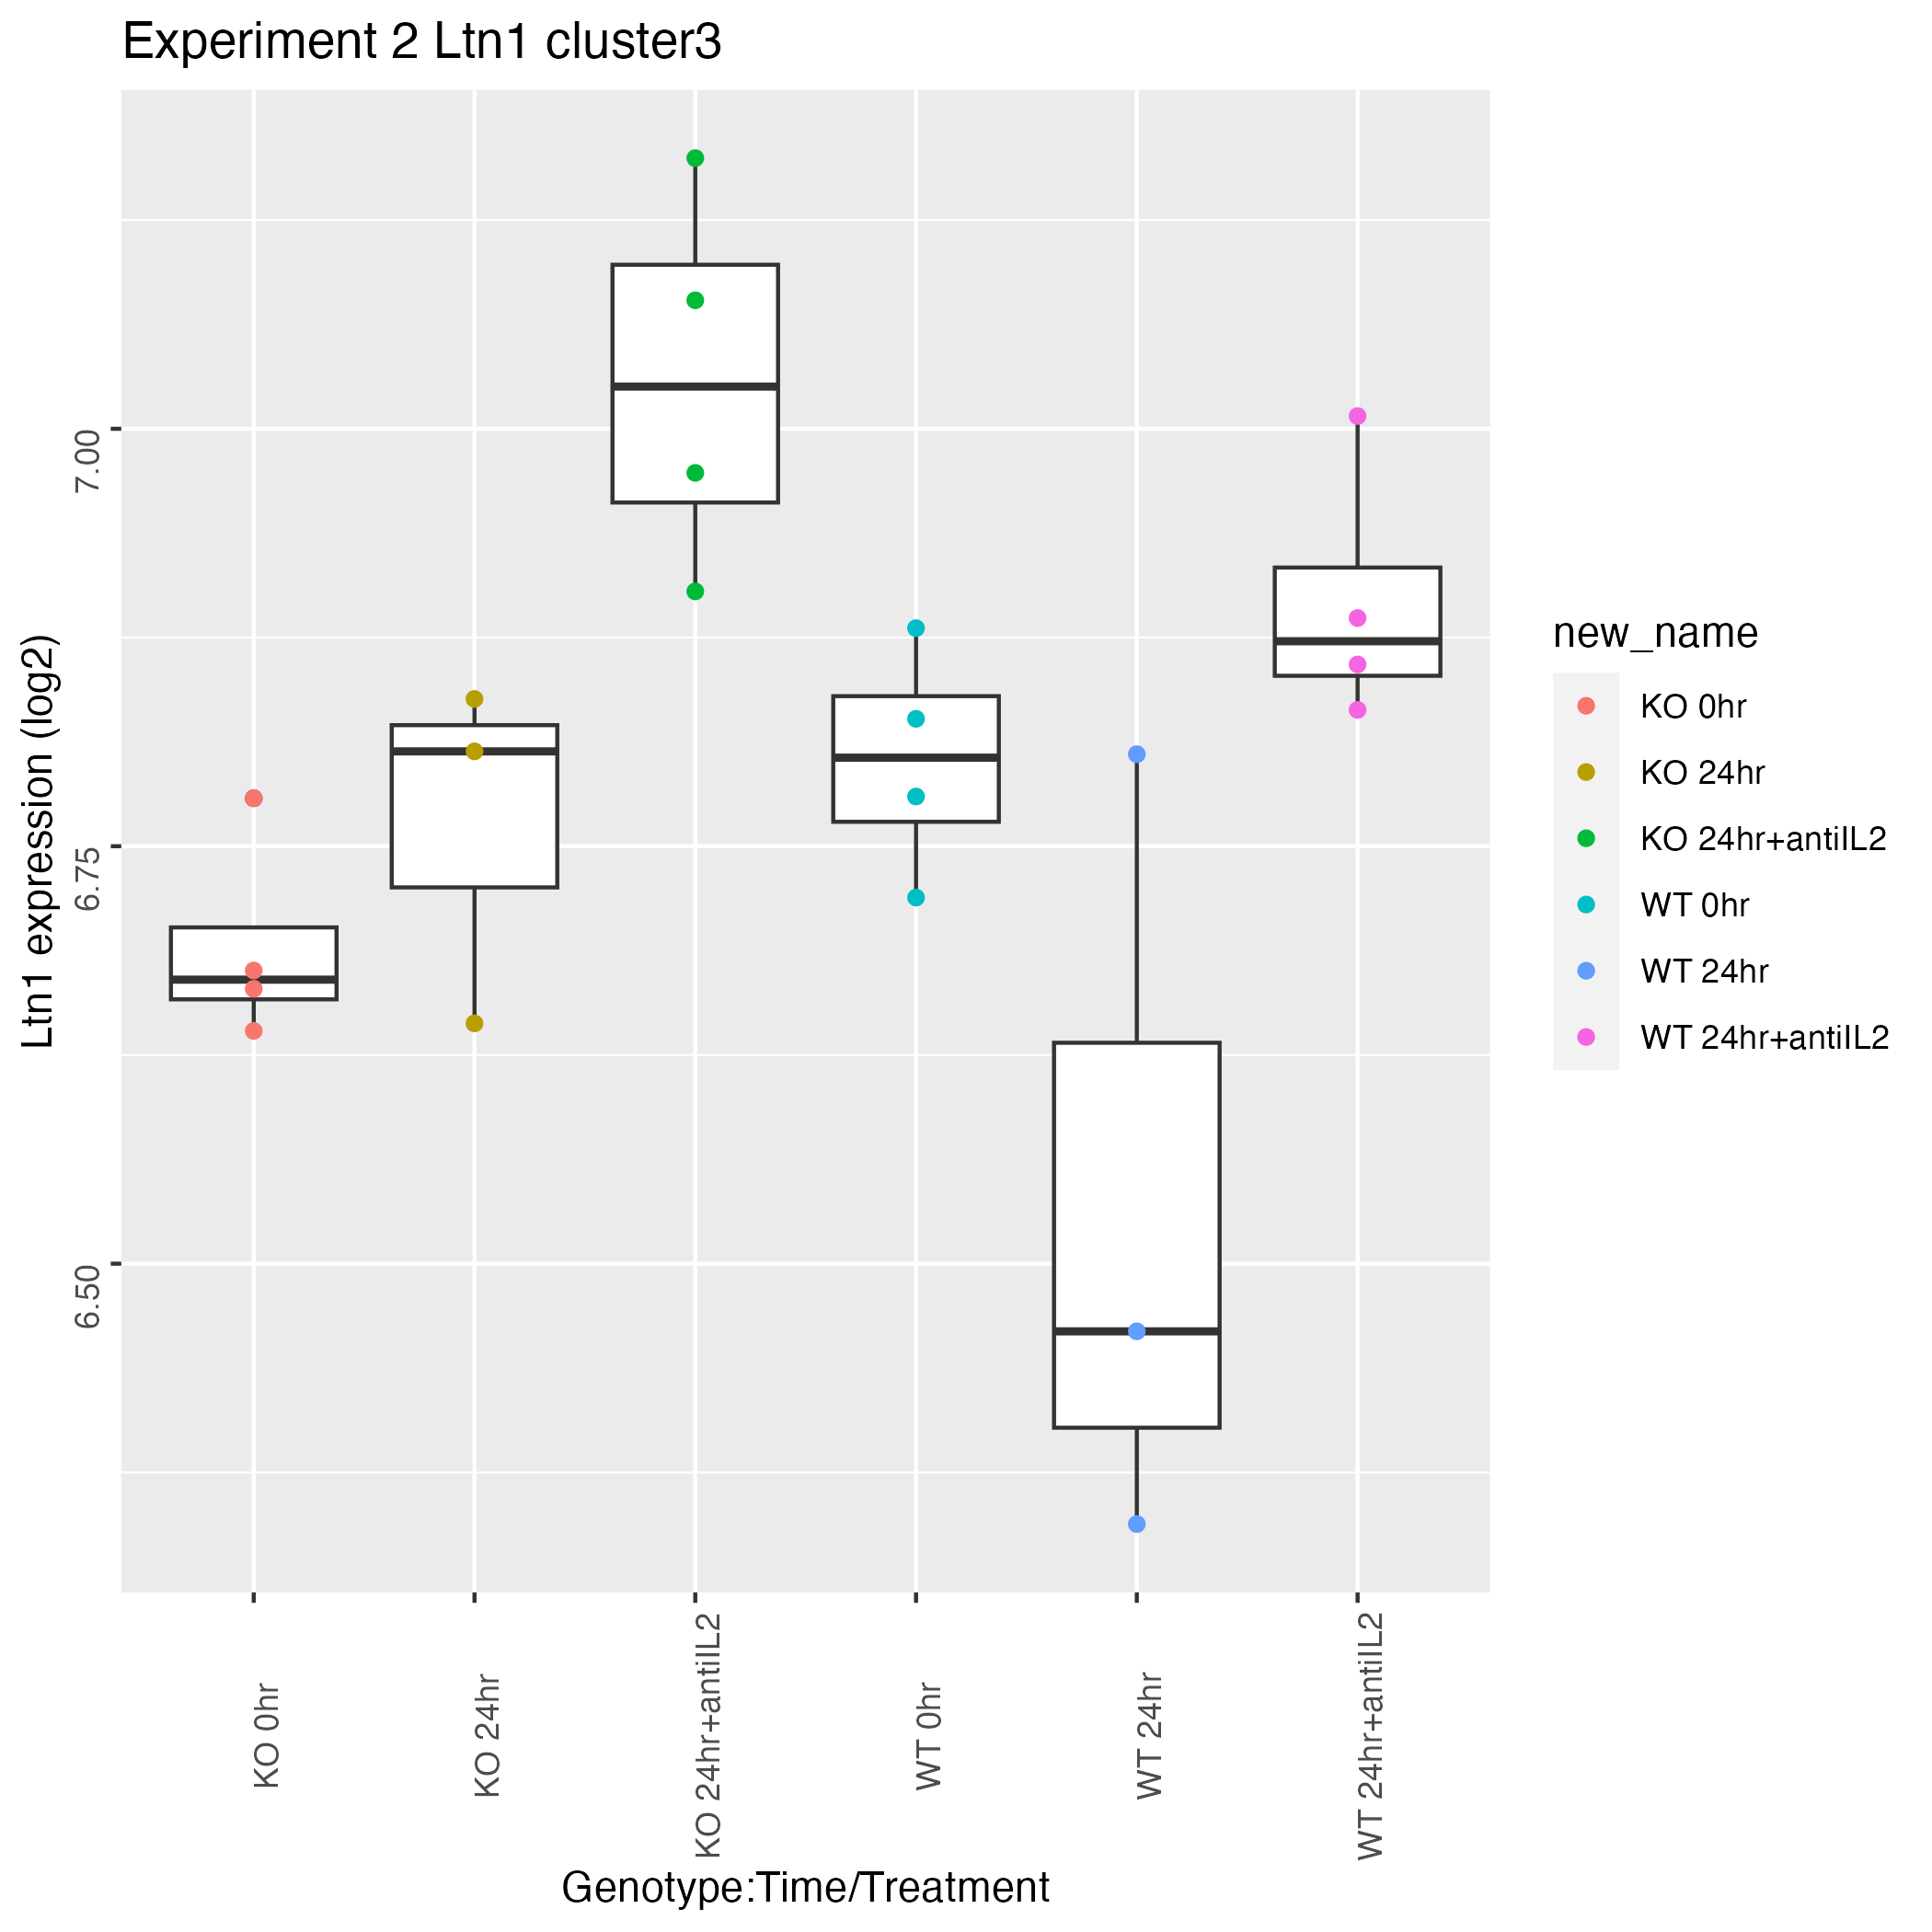 Experiment 2 Ltn1 cluster3
Ltn1 expression (log2)
7.00
6.75
6.50
KO 0hr
KO 24hr
KO 24hr+antiIL2
WT 0hr
WT 24hr
WT 24hr+antiIL2
Genotype:Time/Treatment
new_name
KO 0hr
KO 24hr
KO 24hr+antiIL2
WT 0hr
WT 24hr
WT 24hr+antiIL2